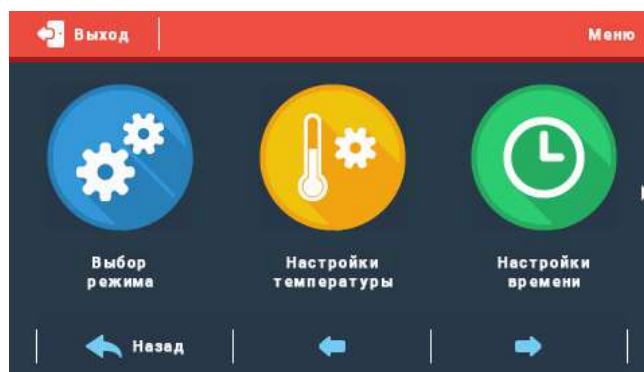 Выход
Меню
Выбор
режима
Настройки
температуры
Настройки
времени
Назад